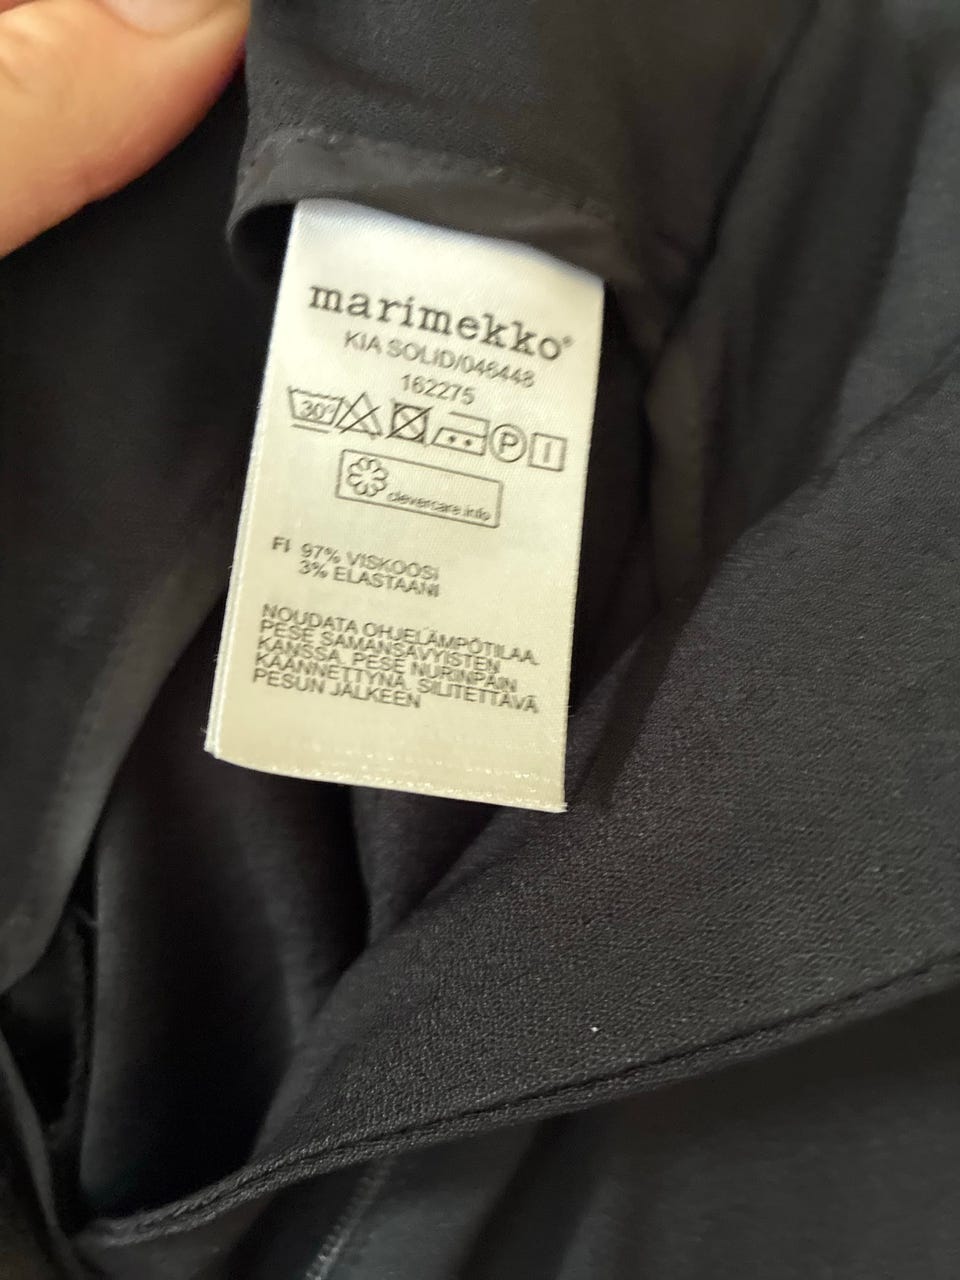 marimekko®
KIA SOLID/046448
162275
30° P
clevercare.info
FI 97% VISKOOSI
3% ELASTAANI
NOUDATA OHJELÄMPÖTILAA.
PESE SAMANSÄVYISTEN
KANSSA. PESE NURINPÄIN
KÄÄNNETTYNÄ. SILITETTÄVÄ
PESUN JÄLKEEN